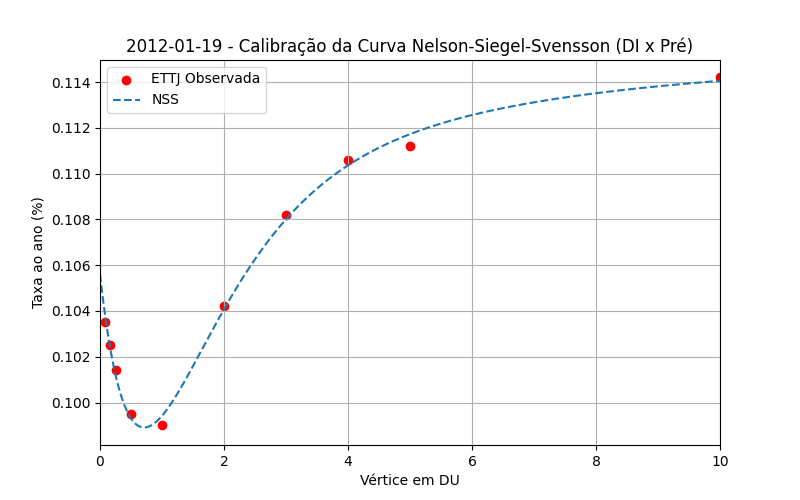 2012-01-19 - Calibração da Curva Nelson-Siegel-Svensson (DI x Pré)
ETTJ Observada
NSS
Taxa ao ano (%)
0.114
0.112
0.110
0.108
0.106
0.104
0.102
0.100
0 2 4 6 8 10
Vértice em DU